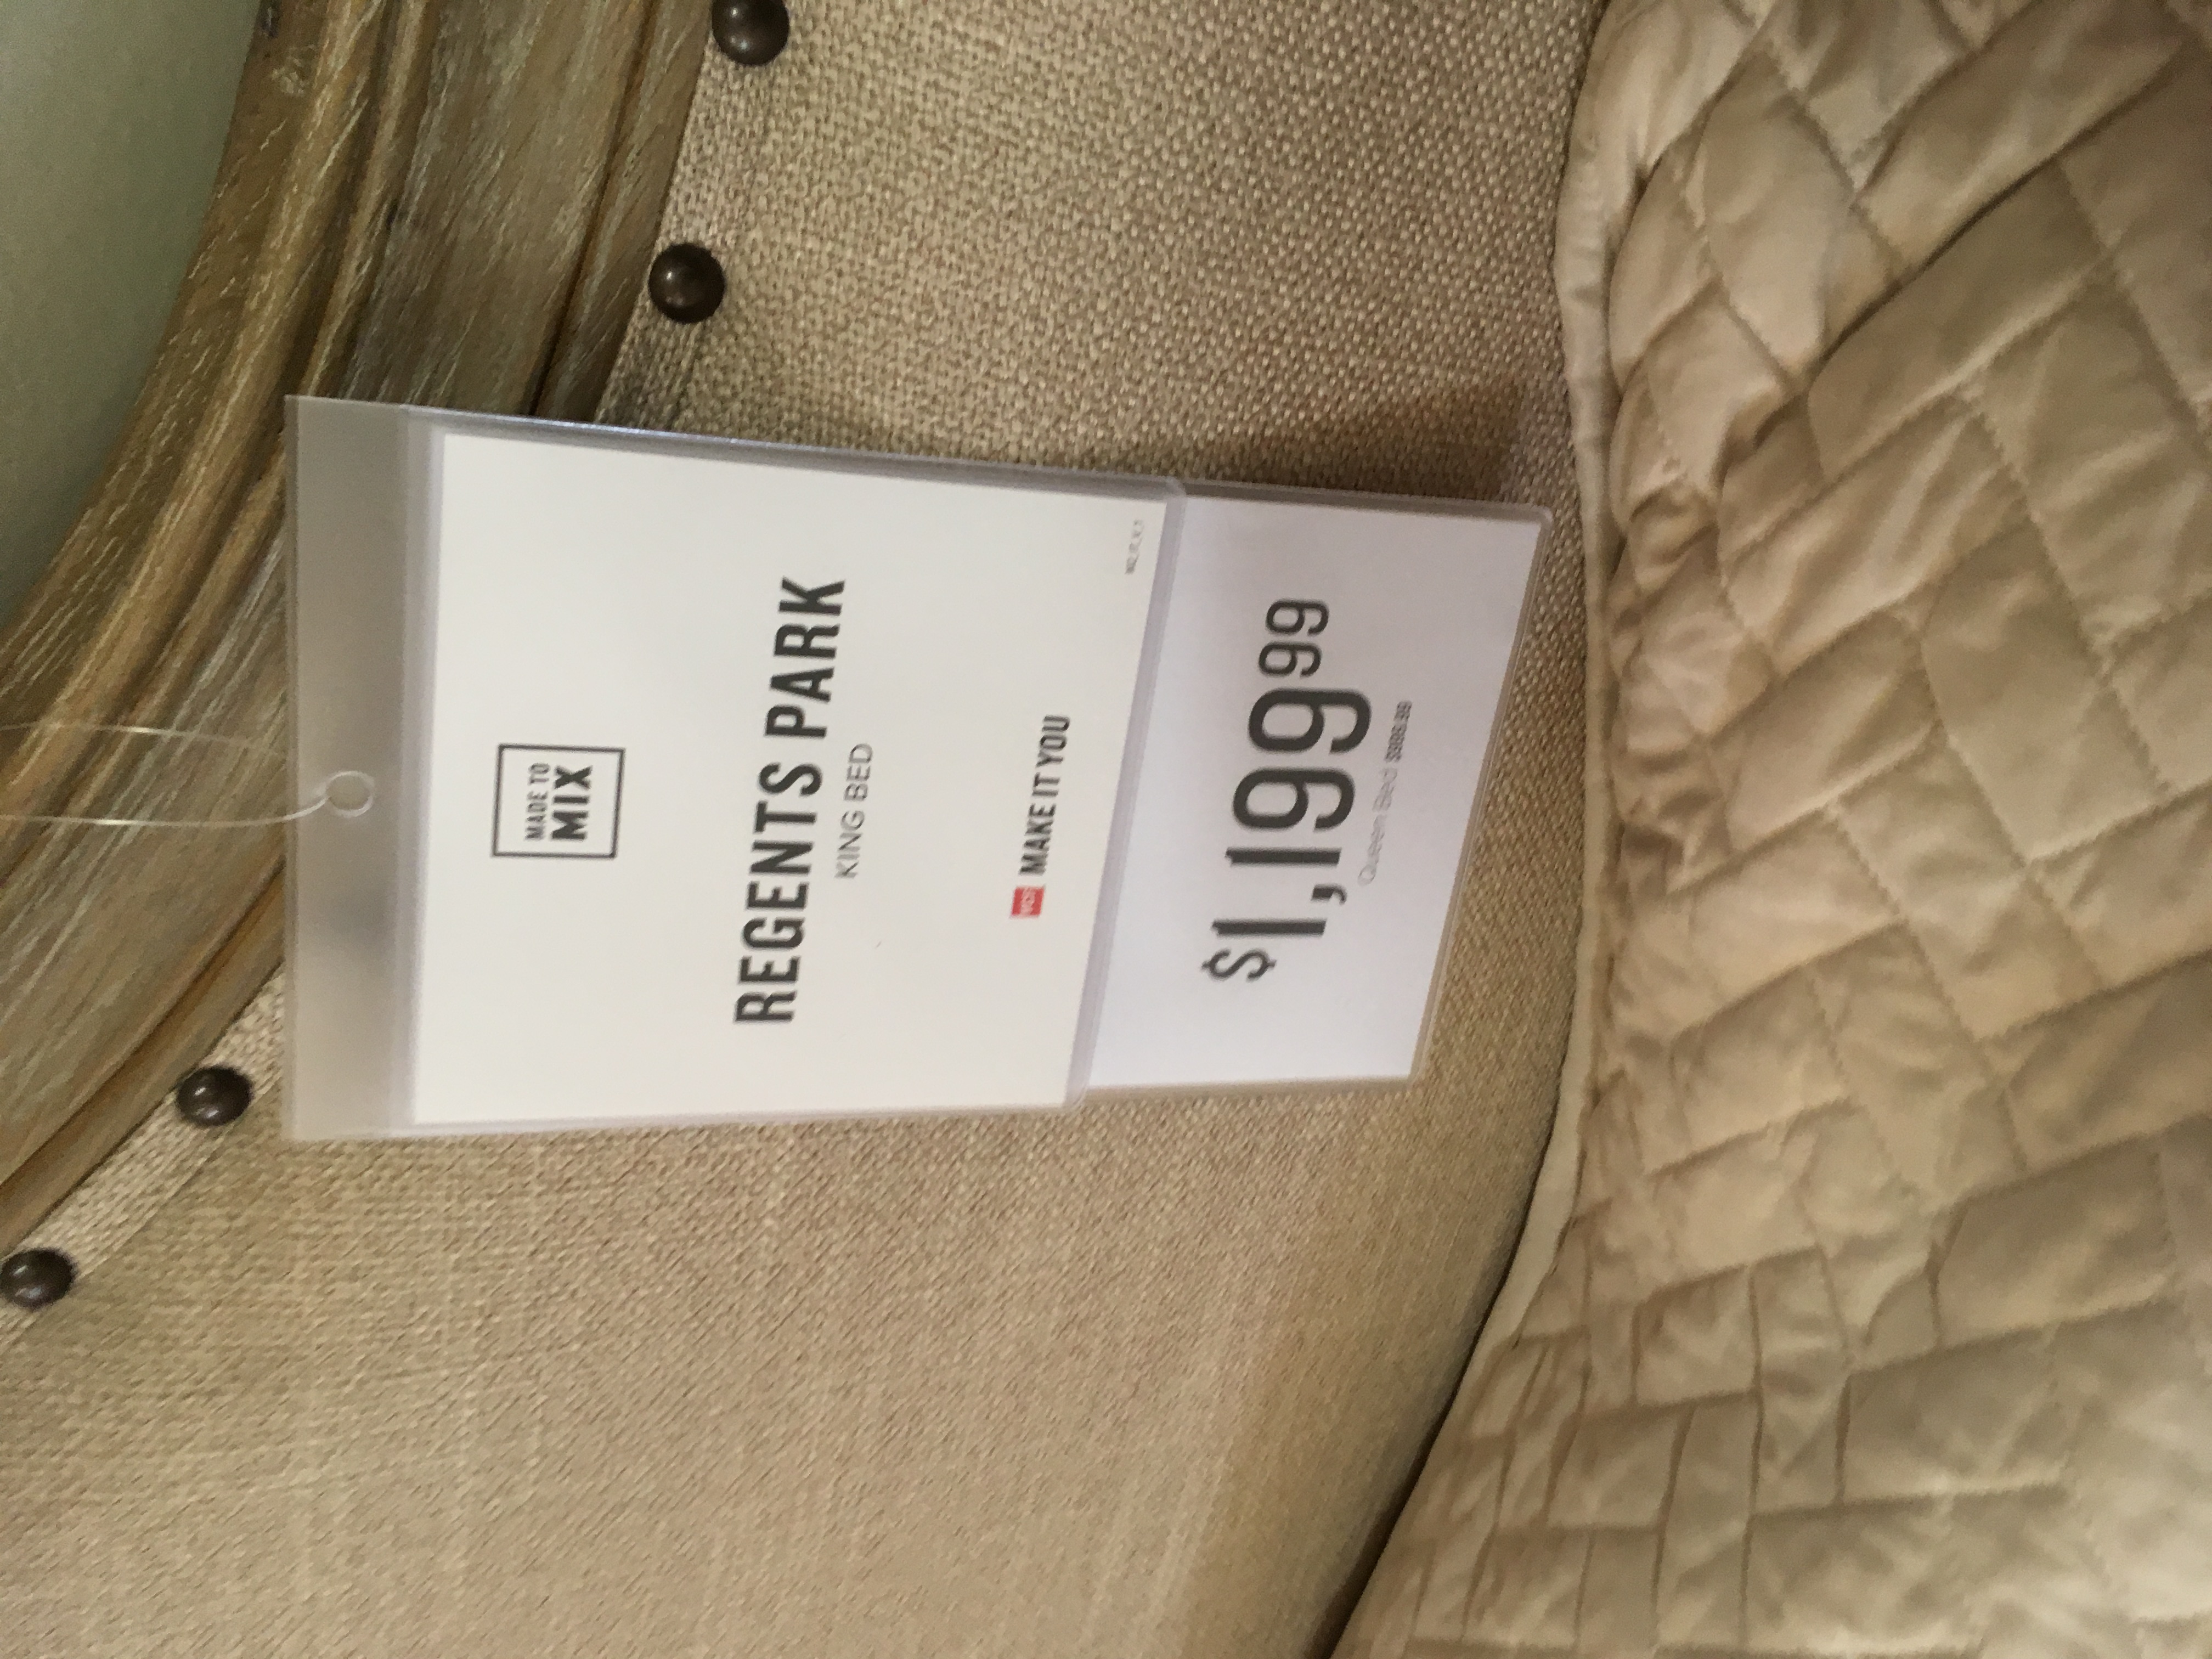 MADE TO
MIX
REGENTS PARK
KING BED
MAKE IT YOU
$1,199.99
Queen Bed